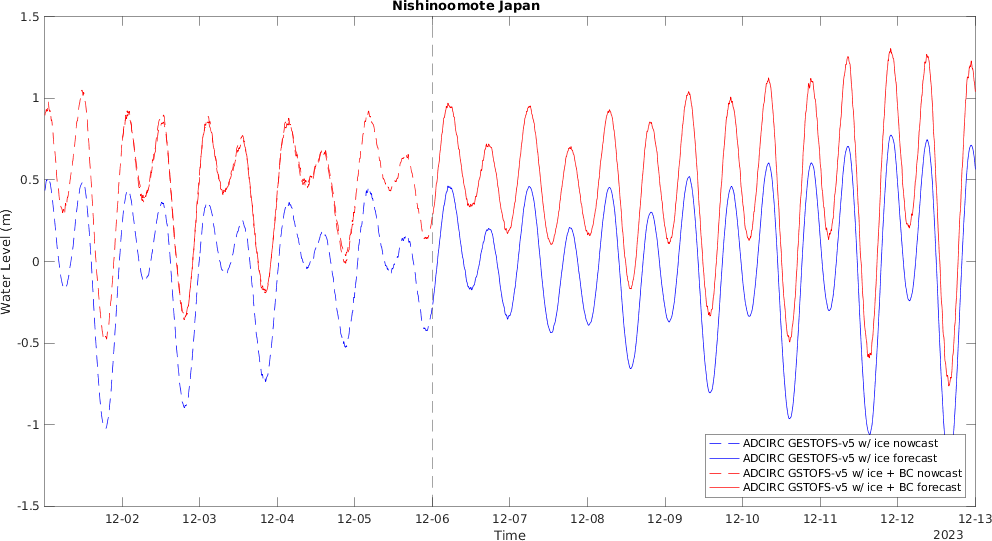 Nishinoomote Japan
1.5
1
0.5
0
-0.5
-1
-1.5
Water Level (m)
ADCIRC GESTOFS-v5 w/ ice nowcast
ADCIRC GESTOFS-v5 w/ ice forecast
ADCIRC GSTOFS-v5 w/ ice + BC nowcast
ADCIRC GSTOFS-v5 w/ ice + BC forecast
12-02 12-03 12-04 12-05 12-06 12-07 12-08 12-09 12-10 12-11 12-12 12-13
Time
2023